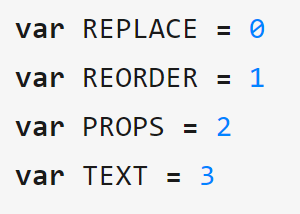 var REPLACE = 0
var REORDER = 1
var PROPS = 2
var TEXT = 3